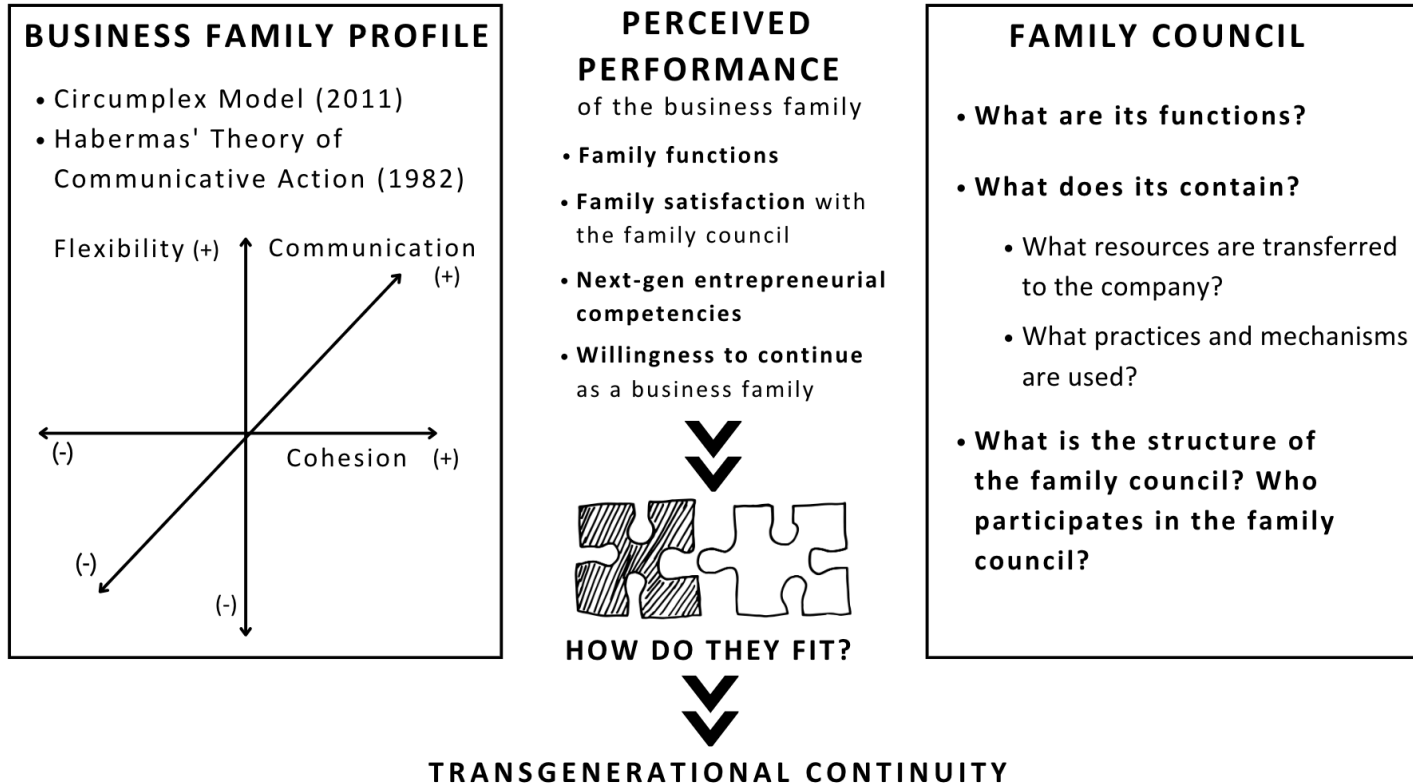 BUSINESS FAMILY PROFILE
• Circumplex Model (2011)
• Habermas' Theory of
Communicative Action (1982)
Flexibility (+)
Communication
(+)
(-)
Cohesion (+)
(-)
(-)
PERCEIVED
PERFORMANCE
of the business family
• Family functions
• Family satisfaction with
the family council
• Next-gen entrepreneurial
competencies
• Willingness to continue
as a business family
HOW DO THEY FIT?
FAMILY COUNCIL
• What are its functions?
• What does its contain?
• What resources are transferred
to the company?
• What practices and mechanisms
are used?
• What is the structure of
the family council? Who
participates in the family
council?
TRANSGENERATIONAL CONTINUITY